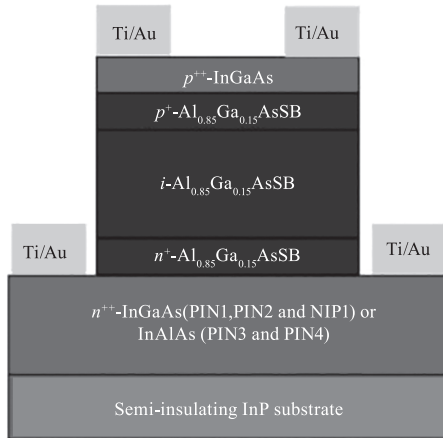 Ti/Au Ti/Au
p⁺⁺-InGaAs
p⁺-Al₀.₈₅Ga₀.₁₅AsSB
i-Al₀.₈₅Ga₀.₁₅AsSB
Ti/Au Ti/Au
n⁺-Al₀.₈₅Ga₀.₁₅AsSB
n⁺⁺-InGaAs(PIN1,PIN2 and NIP1) or
InAlAs (PIN3 and PIN4)
Semi-insulating InP substrate